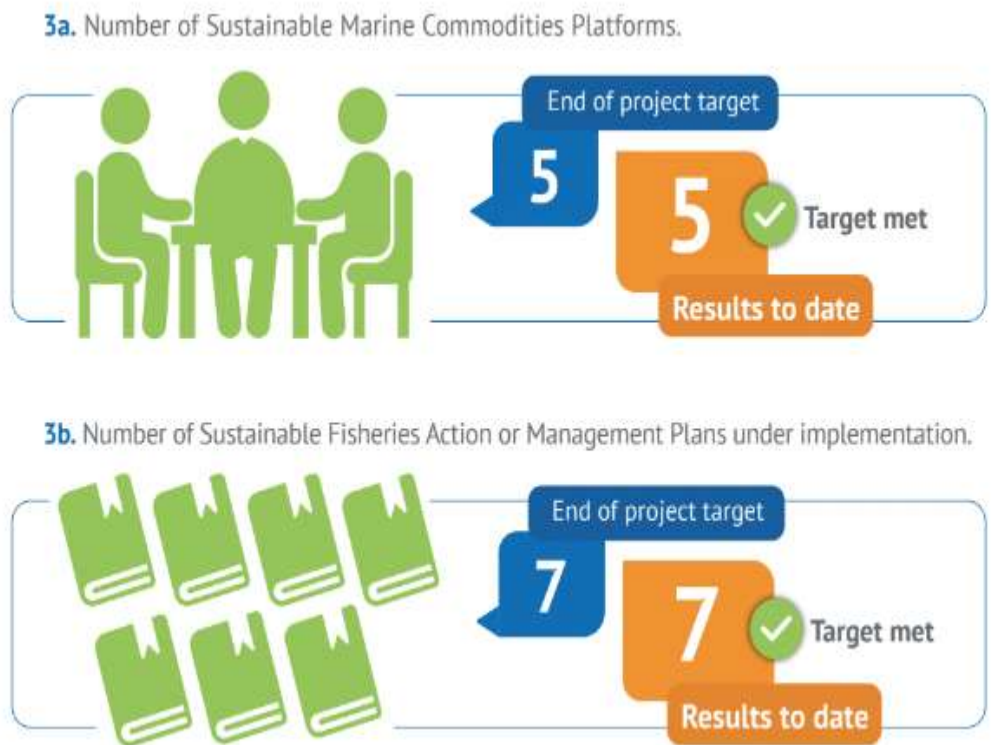 3a. Number of Sustainable Marine Commodities Platforms.
End of project target
5
5
Target met
Results to date
3b. Number of Sustainable Fisheries Action or Management Plans under implementation.
End of project target
7
7
Target met
Results to date